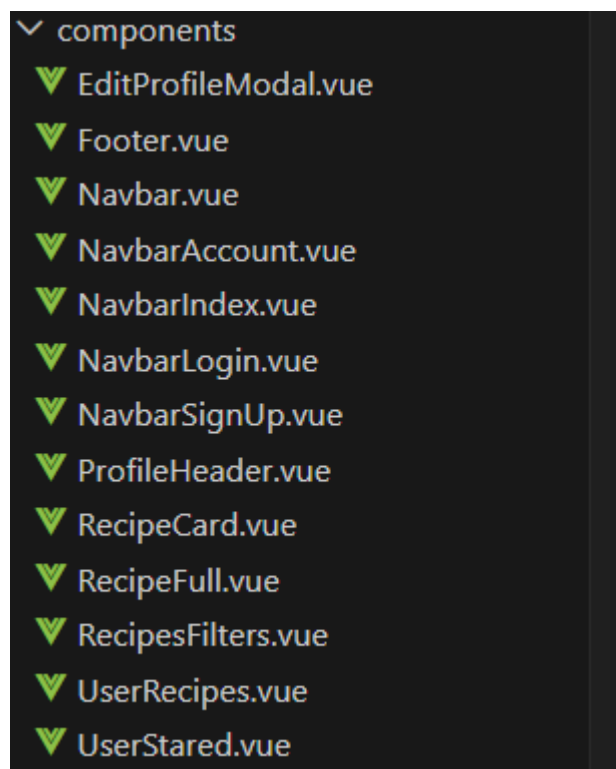 components
EditProfileModal.vue
Footer.vue
Navbar.vue
NavbarAccount.vue
NavbarIndex.vue
NavbarLogin.vue
NavbarSignUp.vue
ProfileHeader.vue
RecipeCard.vue
RecipeFull.vue
RecipesFilters.vue
UserRecipes.vue
UserStared.vue